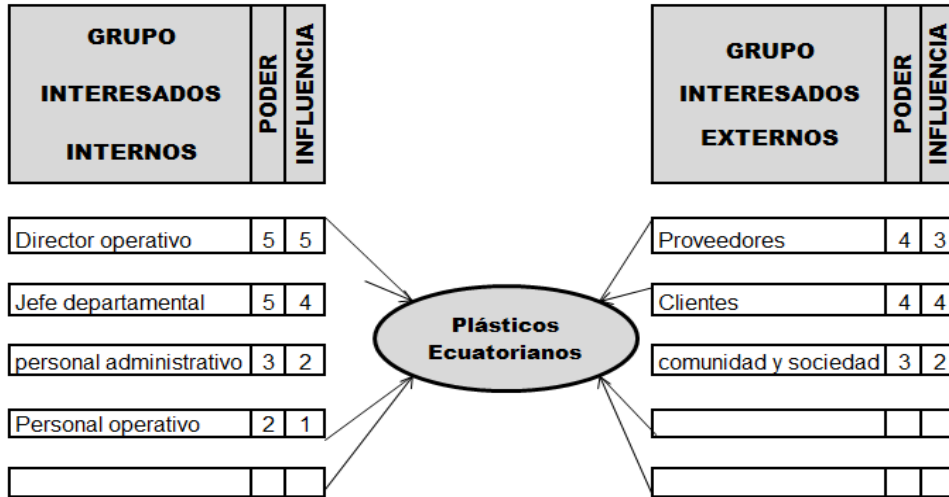 GRUPO
INTERESADOS
INTERNOS
PODER
INFLUENCIA
Director operativo 5 5
Jefe departamental 5 4
personal administrativo 3 2
Personal operativo 2 1
Plásticos
Ecuatorianos
GRUPO
INTERESADOS
EXTERNOS
PODER
INFLUENCIA
Proveedores 4 3
Clientes 4 4
comunidad y sociedad 3 2